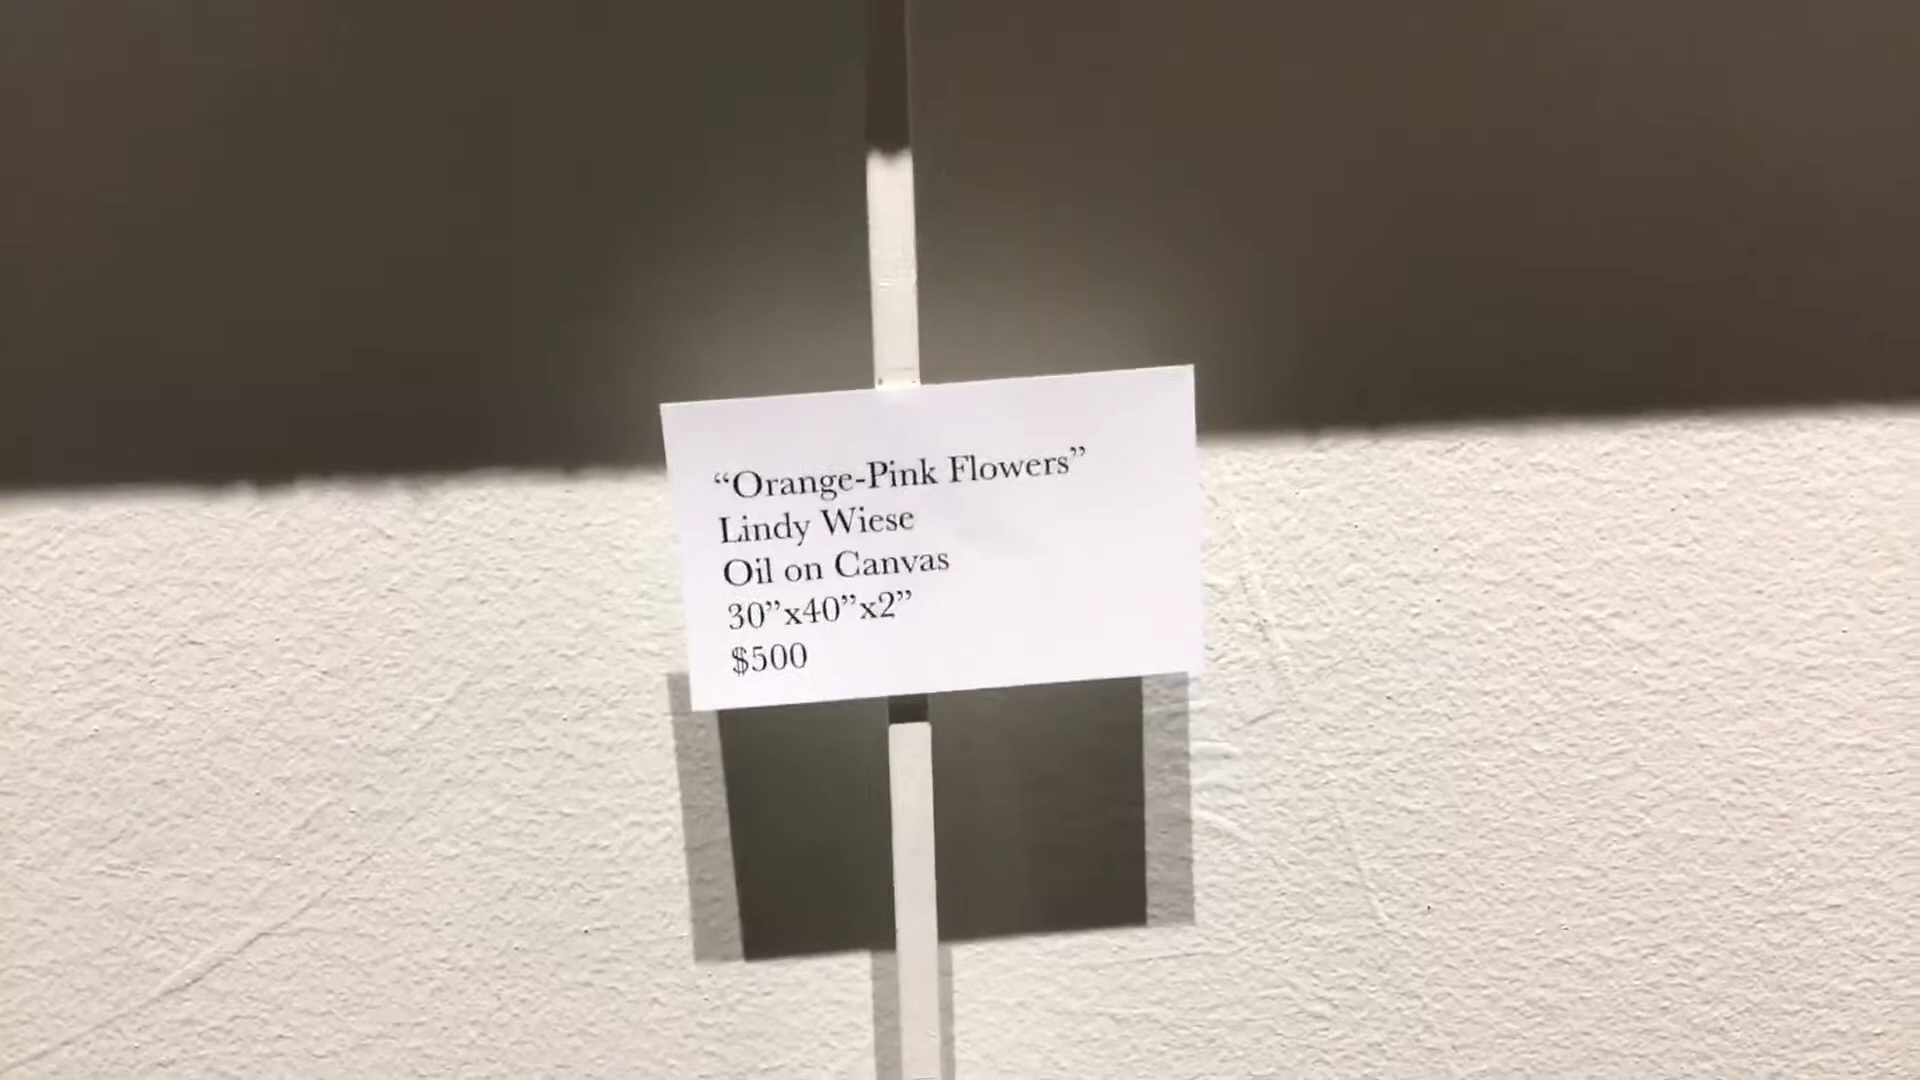 “Orange-Pink Flowers”
Lindy Wiese
Oil on Canvas
30”x40”x2”
$500